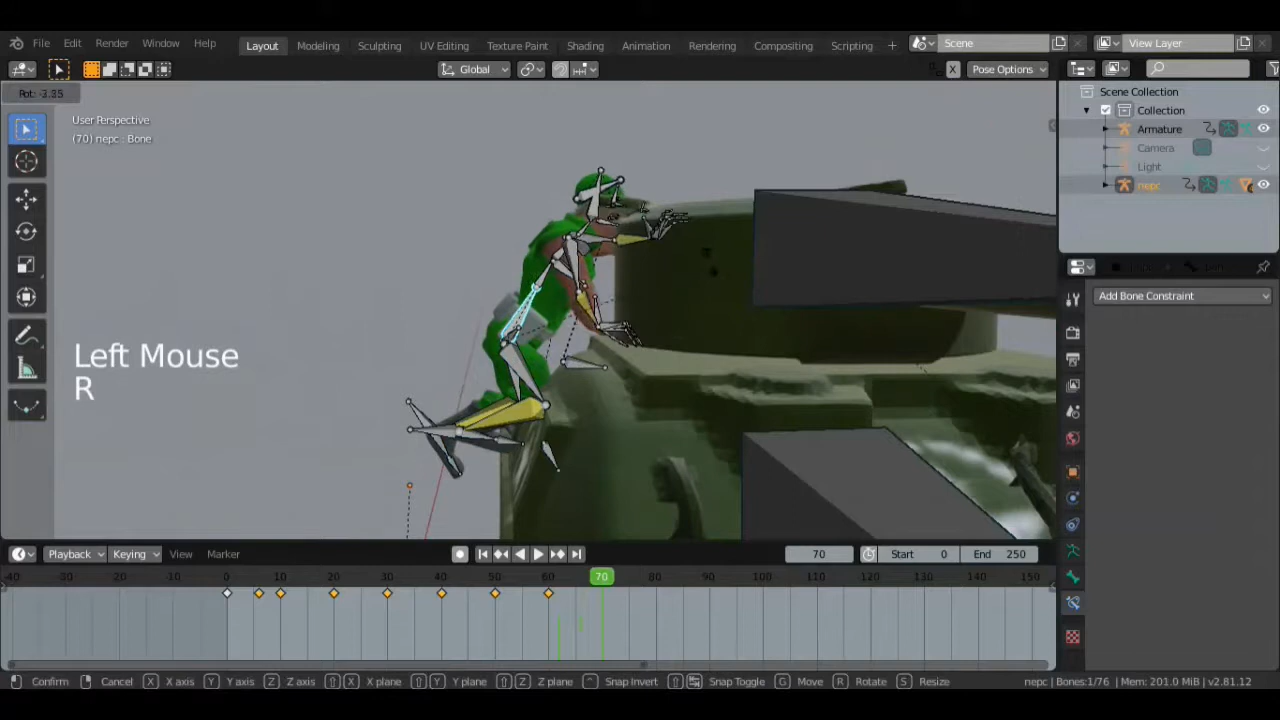 File Edit Render Window Help Layout Modeling Sculpting UV Editing Texture Paint Shading Animation Rendering Compositing Scripting + Scene View Layer
Global X Pose Options
Rot: -3.95
User Perspective
(70) nepc : Bone
Scene Collection
Collection
Armature
Camera
Light
nepc
Add Bone Constraint
Left Mouse
R
Playback Keying View Marker 70 Start 0 End 250
-40 -30 -20 -10 0 10 20 30 40 50 60 70 80 90 100 110 120 130 140 150
Confirm Cancel X X axis Y Y axis Z Z axis X X plane Y Y plane Z Z plane Snap Invert Snap Toggle G Move R Rotate S Resize nepc | Bones:1/76 | Mem: 201.0 MiB | v2.81.12